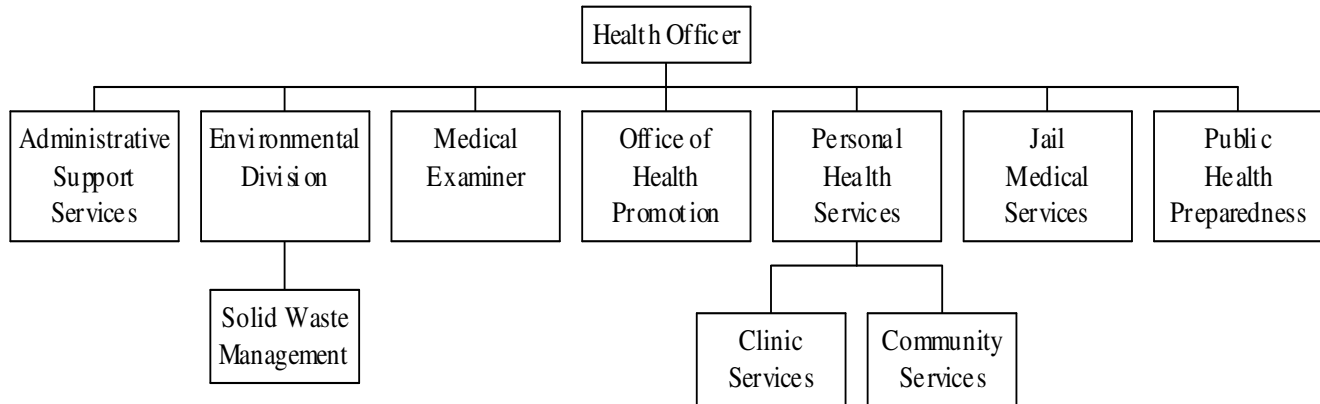 Health Officer
Administrative
Support
Services
Environmental
Division
Medical
Examiner
Office of
Health
Promotion
Personal
Health
Services
Jail
Medical
Services
Public
Health
Preparedness
Solid Waste
Management
Clinic
Services
Community
Services